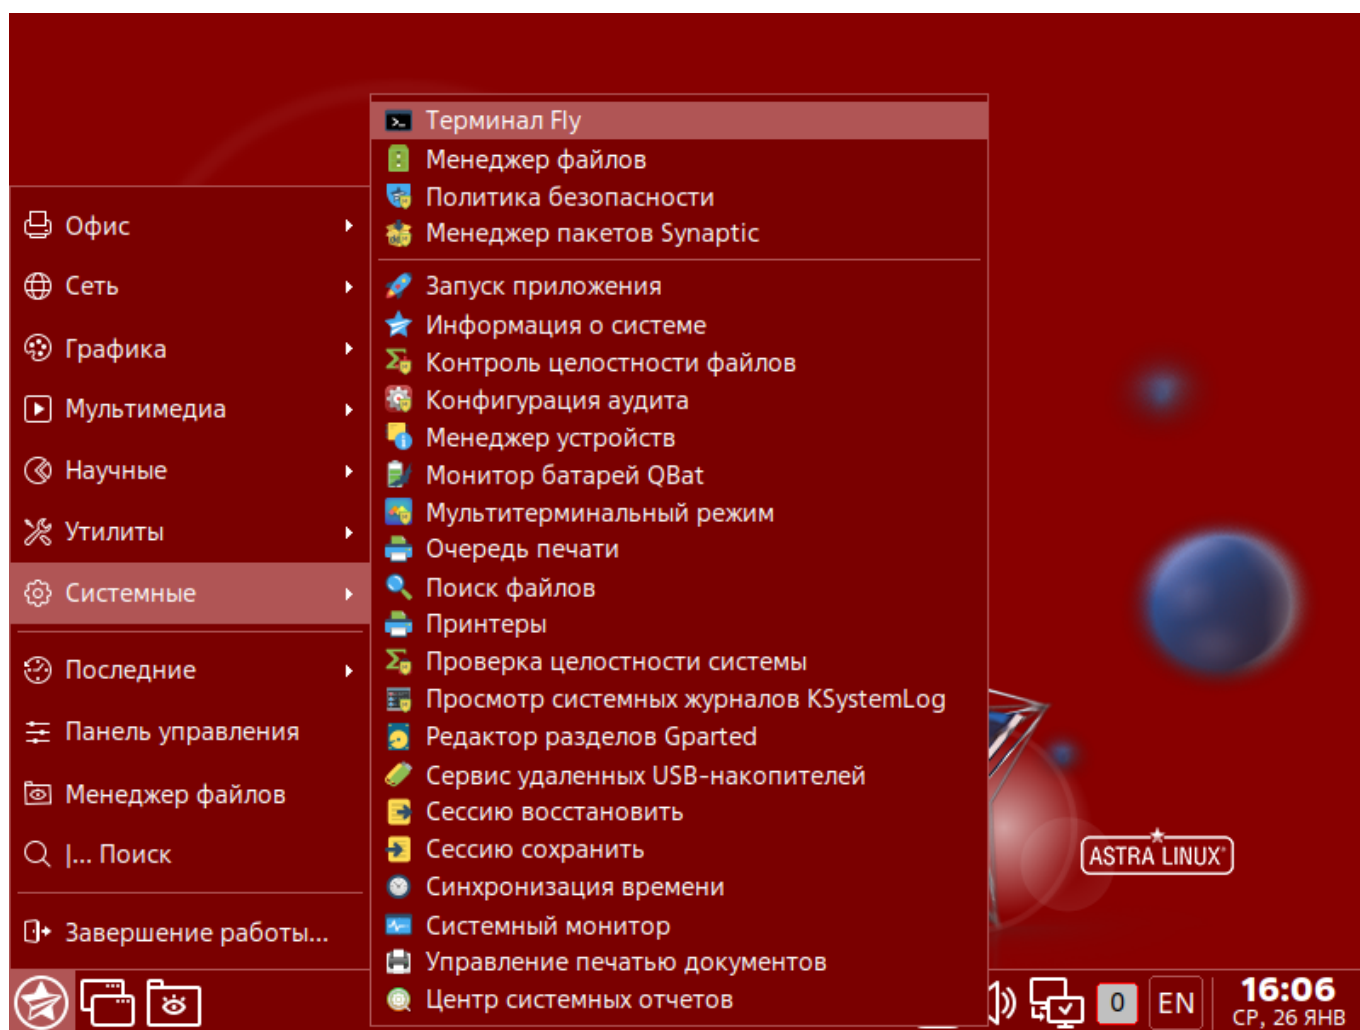 Терминал Fly
Менеджер файлов
Политика безопасности
Менеджер пакетов Synaptic
Запуск приложения
Информация о системе
Контроль целостности файлов
Конфигурация аудита
Менеджер устройств
Монитор батарей QBat
Мультитерминальный режим
Очередь печати
Поиск файлов
Принтеры
Проверка целостности системы
Просмотр системных журналов KSystemLog
Редактор разделов Gparted
Сервис удаленных USB-накопителей
Сессию восстановить
Сессию сохранить
Синхронизация времени
Системный монитор
Управление печатью документов
Центр системных отчетов
Офис
Сеть
Графика
Мультимедиа
Научные
Утилиты
Системные
Последние
Панель управления
Менеджер файлов
|... Поиск
Завершение работы...
ASTRA LINUX®
0
EN
16:06
СР, 26 ЯНВ